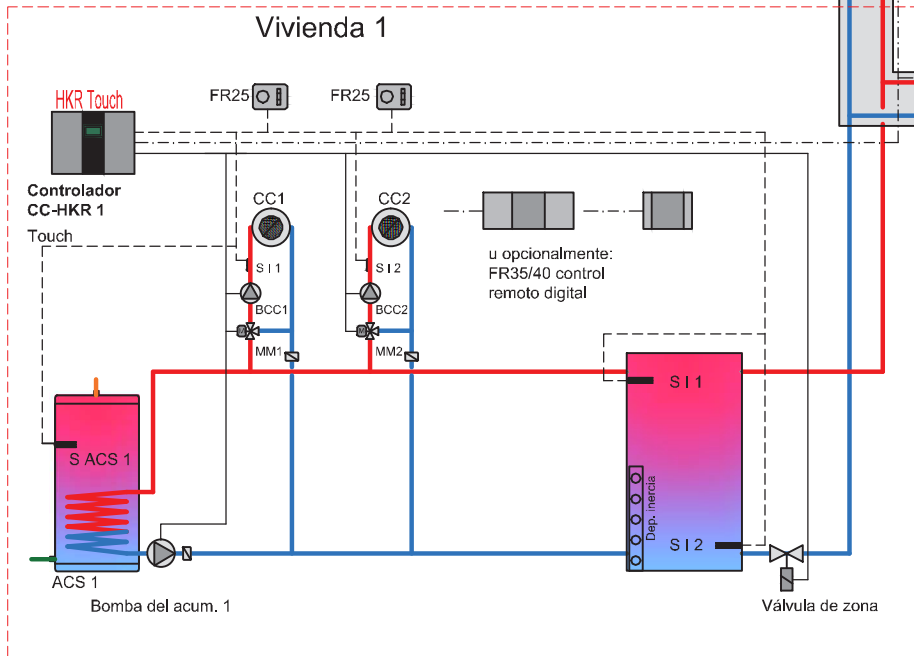 Vivienda 1
HKR Touch
FR25
FR25
Controlador
CC-HKR 1
Touch
CC1
CC2
u opcionalmente:
FR35/40 control
remoto digital
S I 1
S I 2
BCC1
BCC2
M
M
MM1
MM2
S I 1
S ACS 1
Dep. inercia
S I 2
ACS 1
Bomba del acum. 1
Válvula de zona